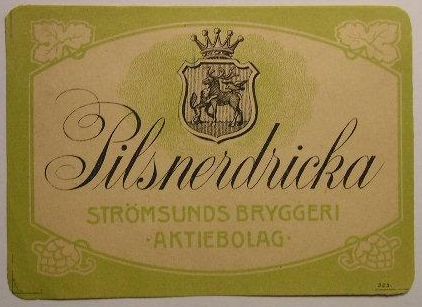 Pilsnerdricka
STRÖMSUNDS BRYGGERI
·AKTIEBOLAG·